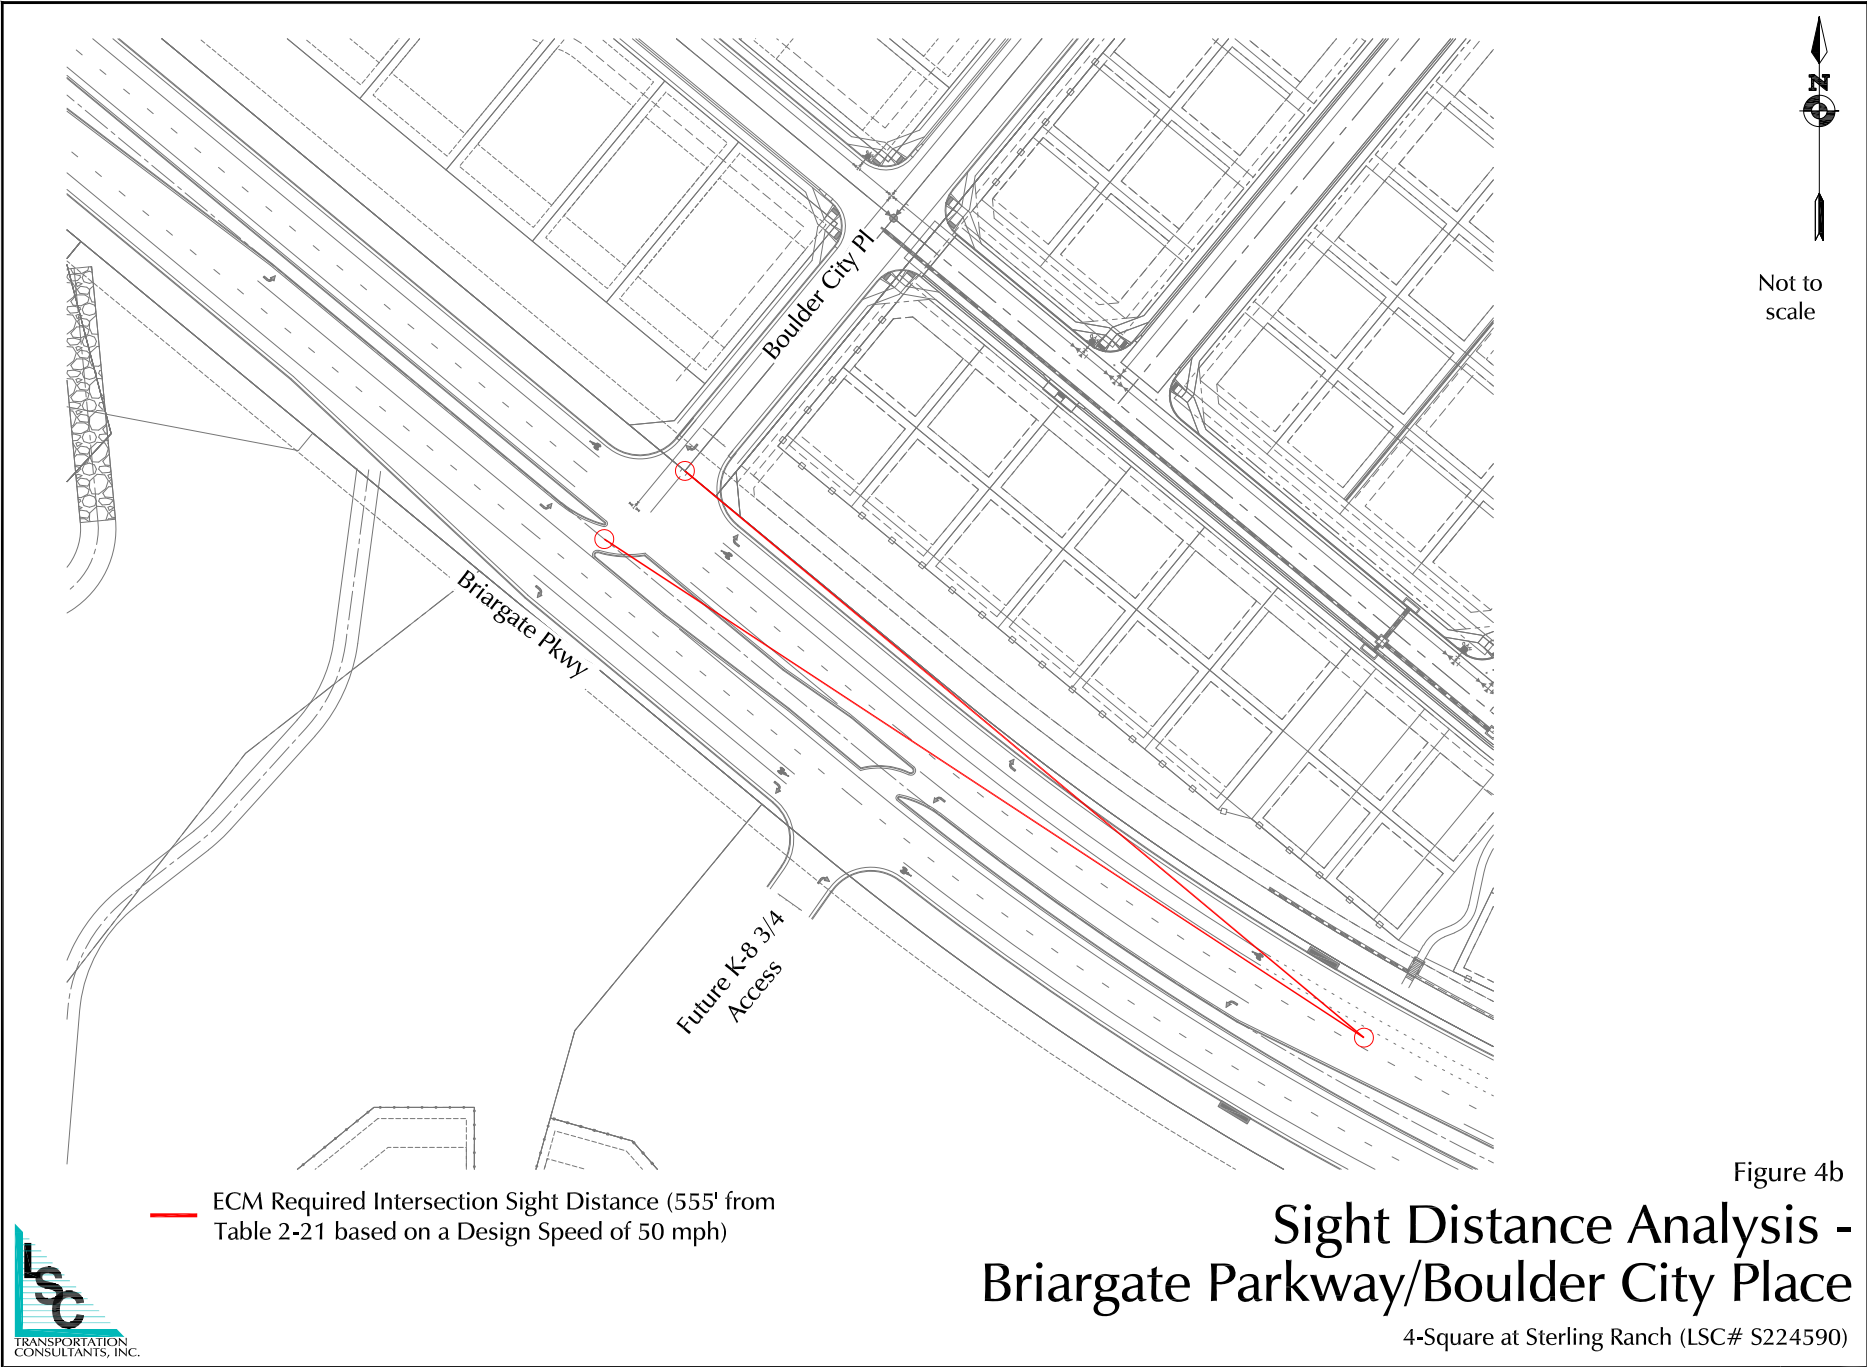 N
Not to
scale
Boulder City Pl
Briargate Pkwy
Future K-8 3/4
Access
ECM Required Intersection Sight Distance (555' from
Table 2-21 based on a Design Speed of 50 mph)
Figure 4b
Sight Distance Analysis -
Briargate Parkway/Boulder City Place
4-Square at Sterling Ranch (LSC# S224590)
LSC
TRANSPORTATION
CONSULTANTS, INC.